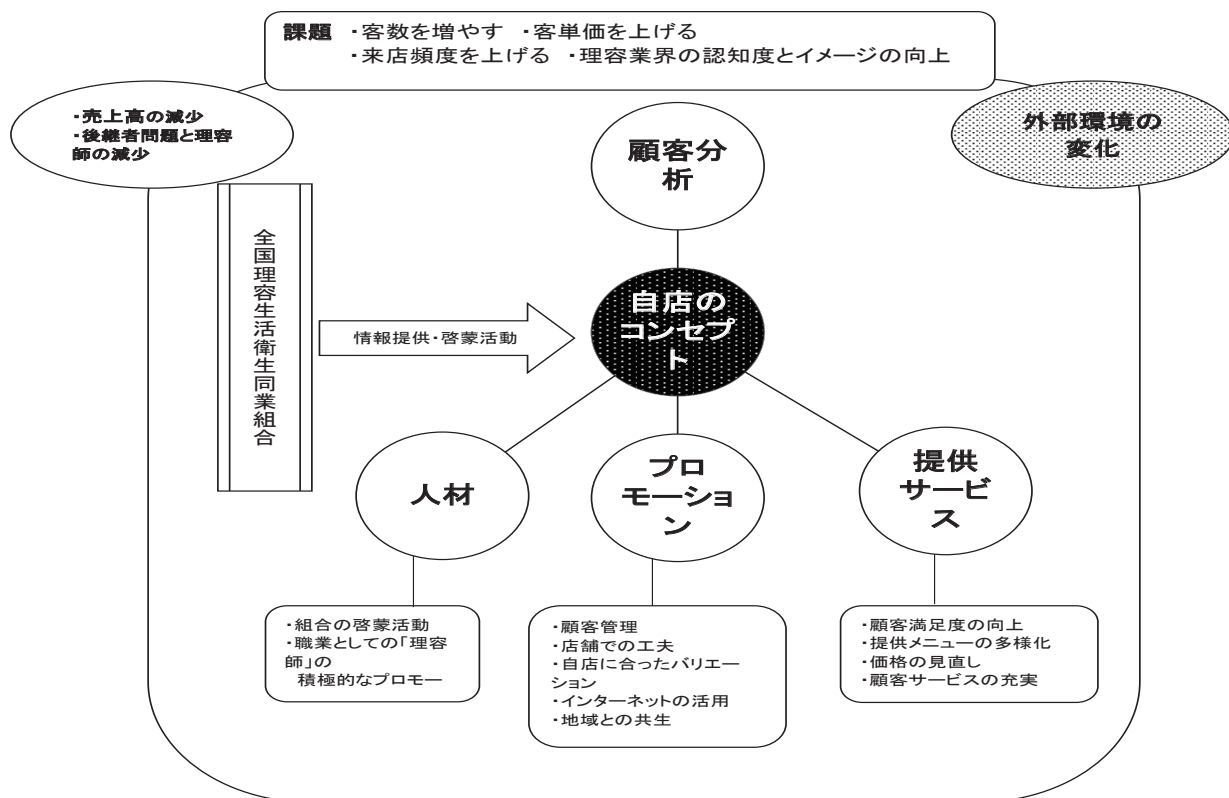 課題 ・客数を増やす ・客単価を上げる
・来店頻度を上げる ・理容業界の認知度とイメージの向上
・売上高の減少
・後継者問題と理容
師の減少
外部環境の
変化
顧客分
析
全国理容生活衛生同業組合
情報提供・啓蒙活動
自店の
コンセプ
ト
人材
プロ
モーショ
ン
提供
サービ
ス
・組合の啓蒙活動
・職業としての「理容
師」の
積極的なプロモー
・顧客管理
・店舗での工夫
・自店に合ったバリエー
ション
・インターネットの活用
・地域との共生
・顧客満足度の向上
・提供メニューの多様化
・価格の見直し
・顧客サービスの充実